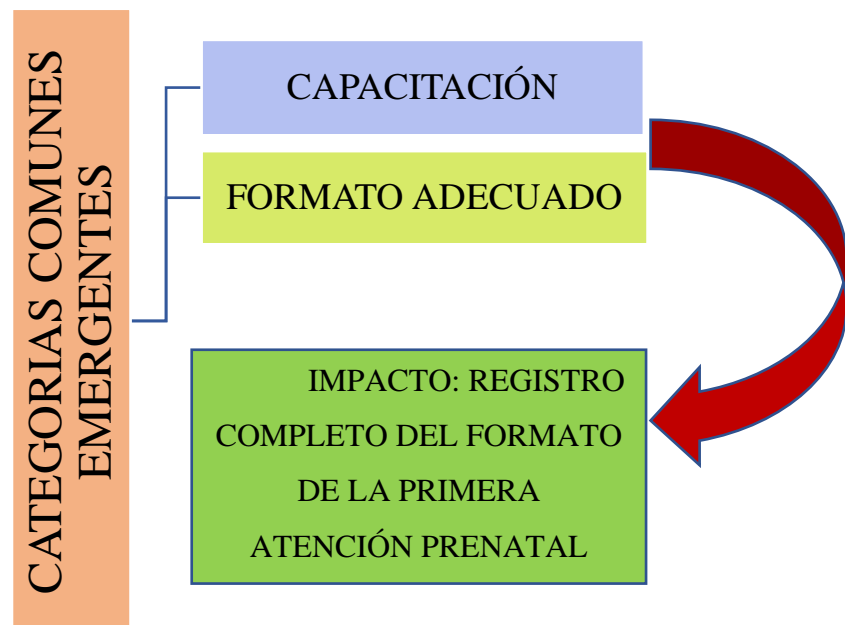 CATEGORIAS COMUNES
EMERGENTES
CAPACITACIÓN
FORMATO ADECUADO
IMPACTO: REGISTRO
COMPLETO DEL FORMATO
DE LA PRIMERA
ATENCIÓN PRENATAL